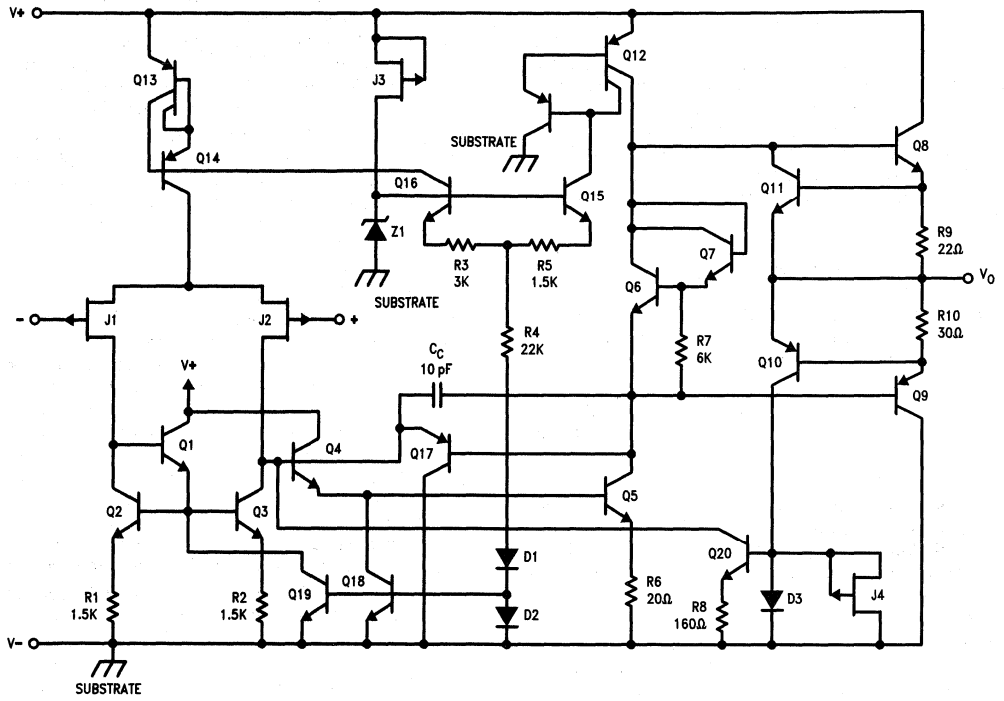 V+
Q13
J3
Q12
SUBSTRATE
Q8
Q14
Q16
Q15
Q11
Z1
R3
3K
R5
1.5K
Q7
R9
22Ω
SUBSTRATE
Q6
VO
-
J1
J2
+
R4
22K
R7
6K
R10
30Ω
CC
10 pF
Q10
V+
Q9
Q1
Q4
Q17
Q2
Q3
Q5
Q20
D1
R1
1.5K
R2
1.5K
Q19
Q18
D2
R6
20Ω
R8
160Ω
D3
J4
V-
SUBSTRATE